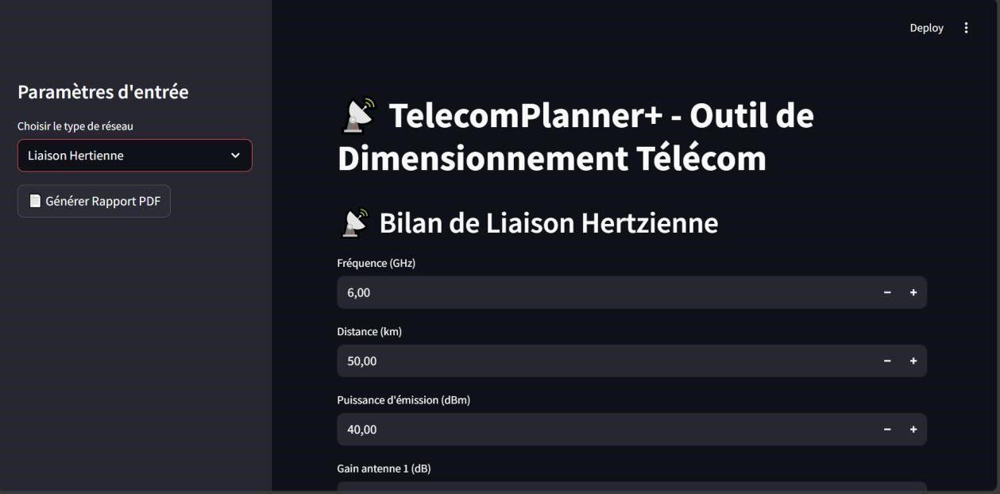 Deploy
Paramètres d'entrée
Choisir le type de réseau
Liaison Hertienne
Générer Rapport PDF
TelecomPlanner+ - Outil de
Dimensionnement Télécom
Bilan de Liaison Hertzienne
Fréquence (GHz)
6,00
Distance (km)
50,00
Puissance d'émission (dBm)
40,00
Gain antenne 1 (dB)